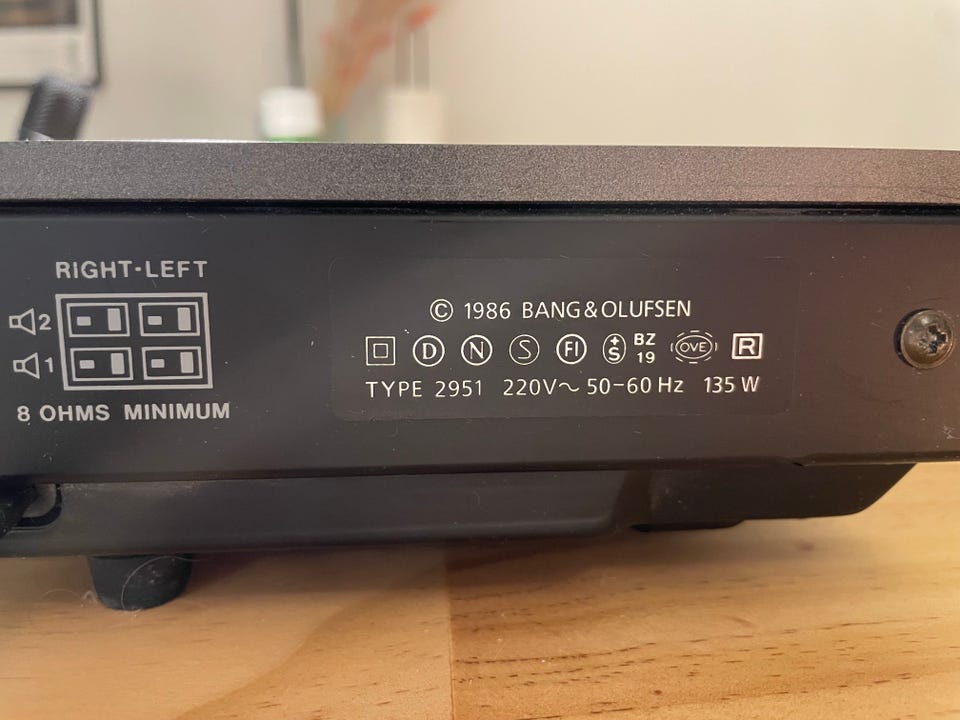 RIGHT·LEFT
2
1
8 OHMS MINIMUM
© 1986 BANG & OLUFSEN
D N S FI +S BZ 19 OVE R
TYPE 2951 220V~ 50-60 Hz 135 W